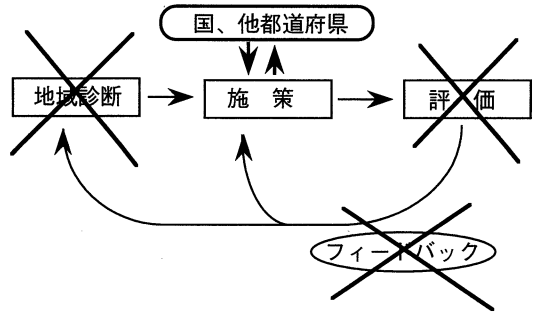 国、他都道府県
地域診断
施 策
評 価
フィードバック